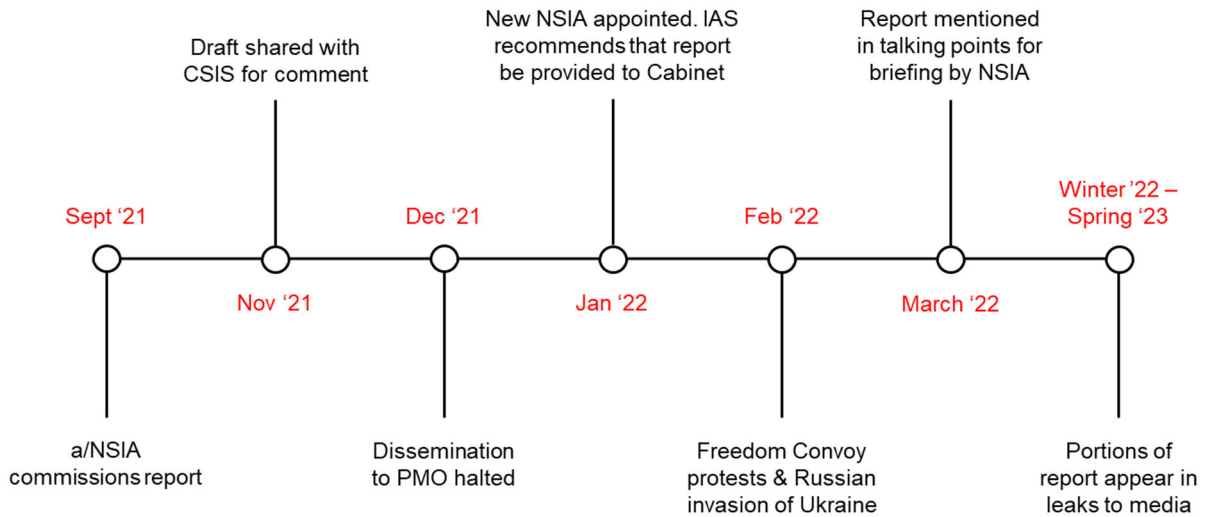 Draft shared with
CSIS for comment
New NSIA appointed. IAS
recommends that report
be provided to Cabinet
Report mentioned
in talking points for
briefing by NSIA
Sept ‘21
Nov ‘21
Dec ‘21
Jan ‘22
Feb ‘22
March ‘22
Winter ’22 –
Spring ‘23
a/NSIA
commissions report
Dissemination
to PMO halted
Freedom Convoy
protests & Russian
invasion of Ukraine
Portions of
report appear in
leaks to media